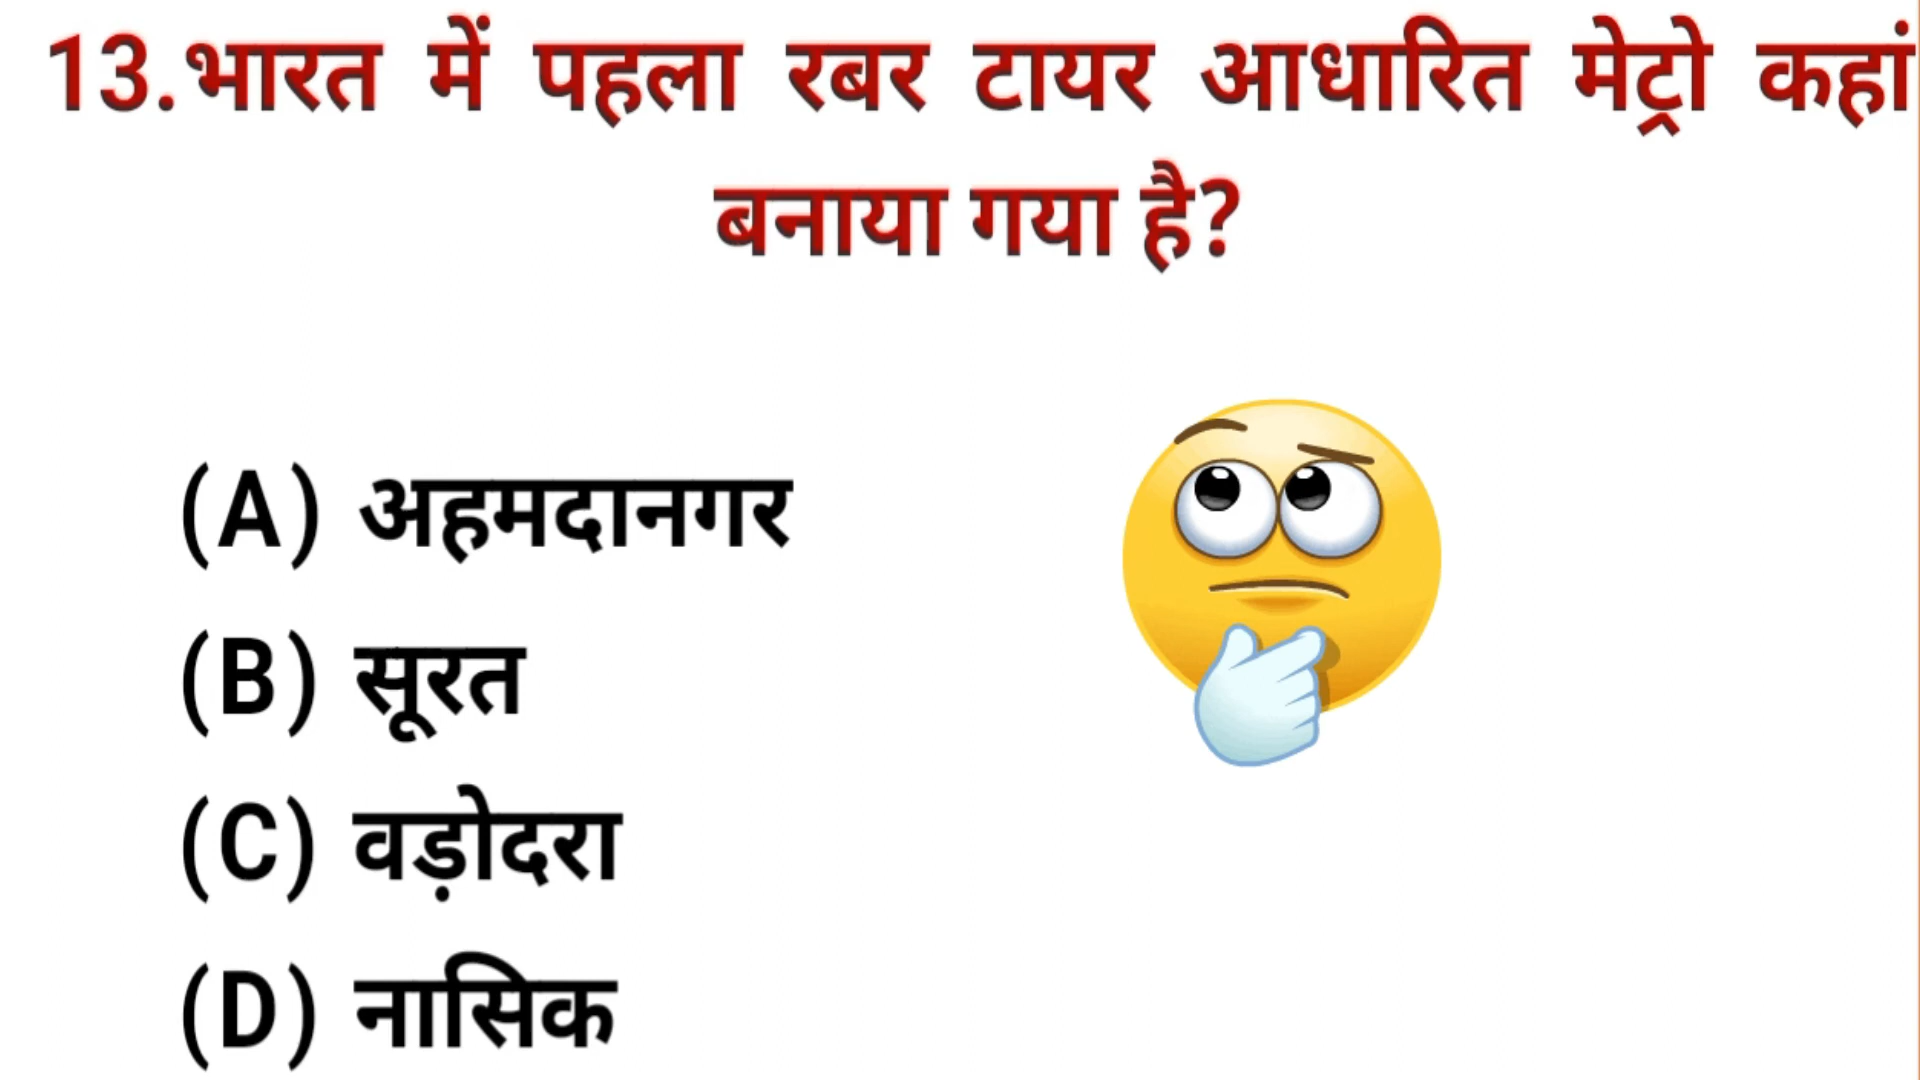 13.भारत में पहला रबर टायर आधारित मेट्रो कहां
बनाया गया है?
(A) अहमदानगर
(B) सूरत
(C) वड़ोदरा
(D) नासिक